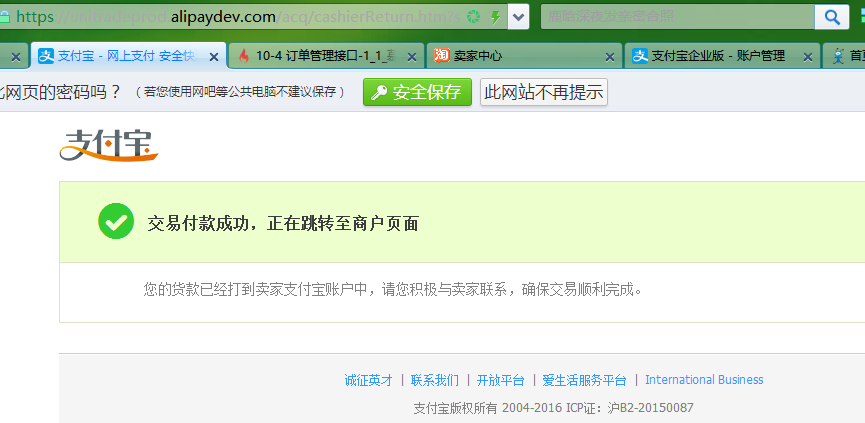 https://unitradeprod.alipaydev.com/acq/cashierReturn.htm?
支付宝 - 网上支付 安全快
10-4 订单管理接口-1_1_
卖家中心
支付宝企业版 - 账户管理
首
此网页的密码吗？ （若您使用网吧等公共电脑不建议保存） 安全保存 此网站不再提示
支付宝
交易付款成功，正在跳转至商户页面
您的货款已经打到卖家支付宝账户中，请您积极与卖家联系，确保交易顺利完成。
诚征英才 | 联系我们 | 开放平台 | 爱生活服务平台 | International Business
支付宝版权所有 2004-2016 ICP证：沪B2-20150087